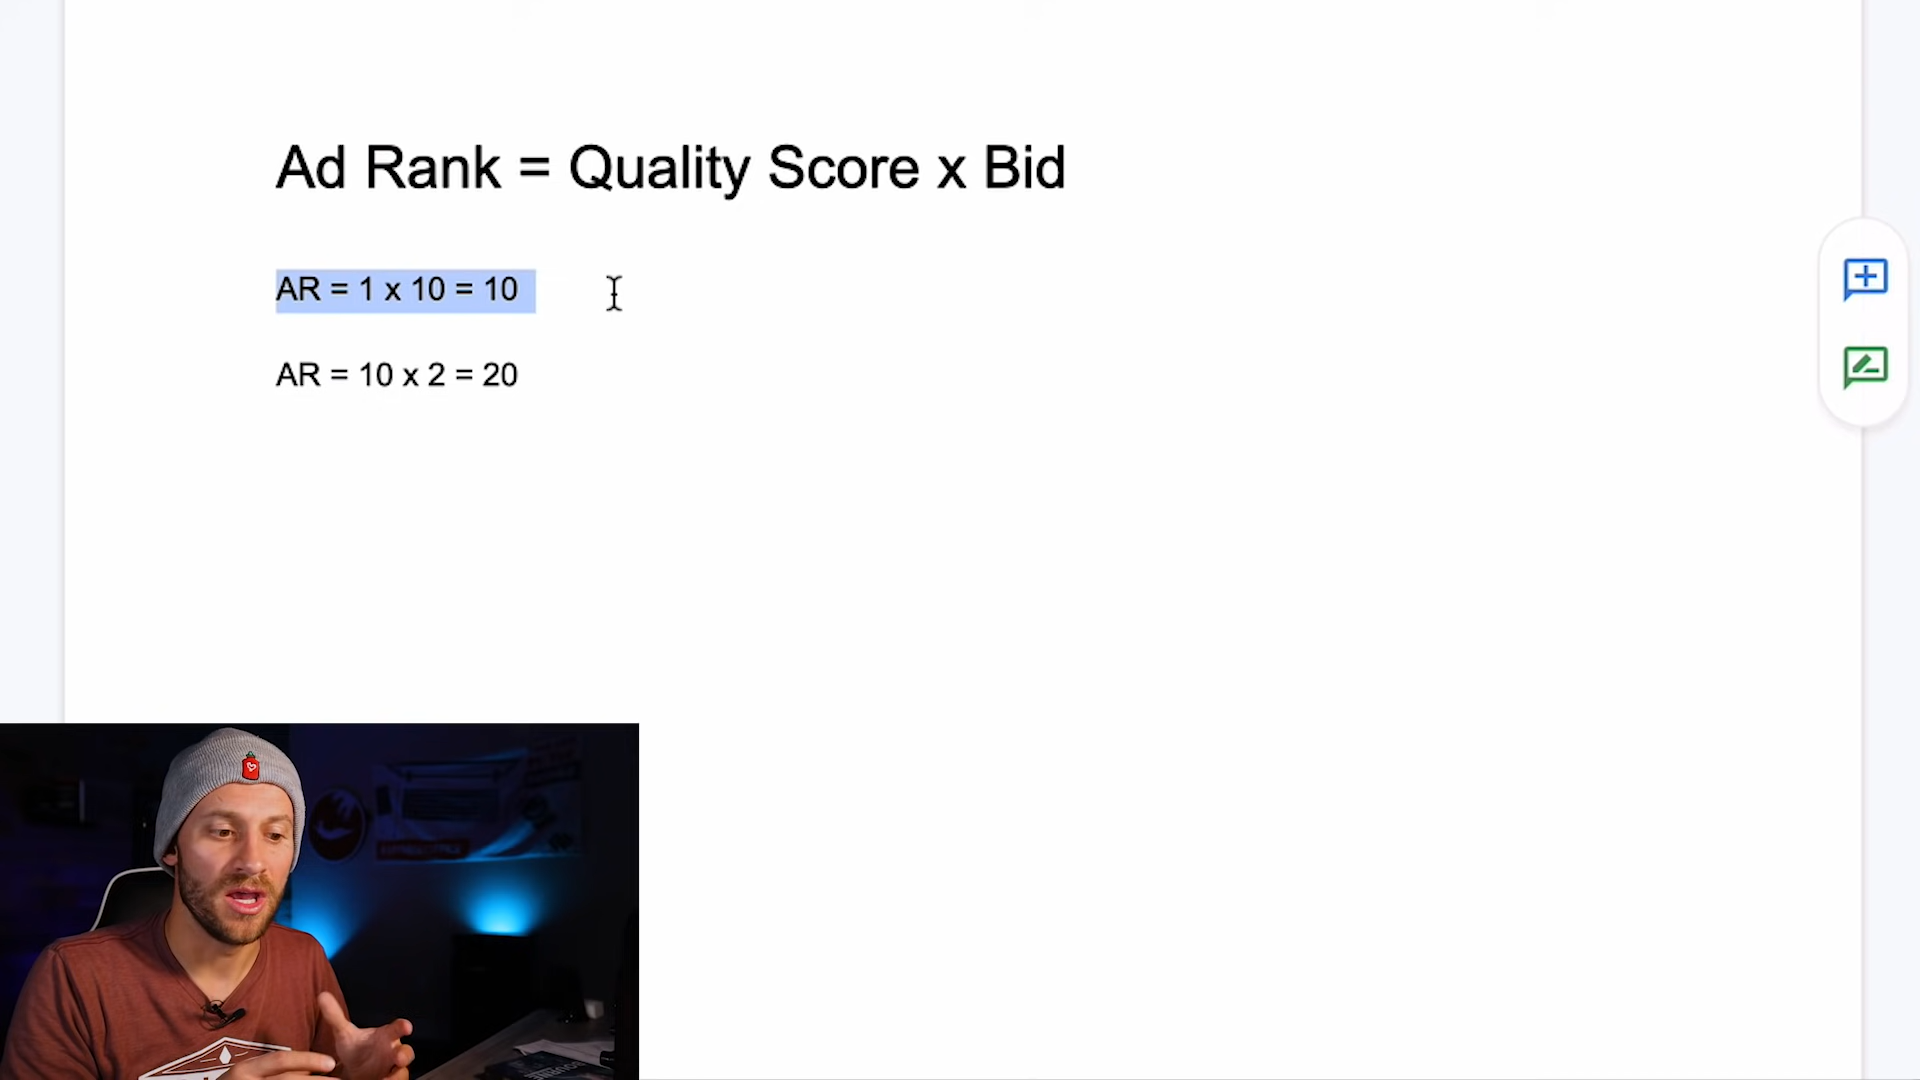 Ad Rank = Quality Score x Bid
AR = 1 x 10 = 10
AR = 10 x 2 = 20